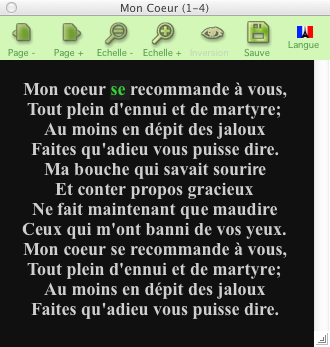 Mon Coeur (1-4)
Page - Page + Echelle - Echelle + Inversion Sauve Langue
Mon coeur se recommande à vous,
Tout plein d'ennui et de martyre;
Au moins en dépit des jaloux
Faites qu'adieu vous puisse dire.
Ma bouche qui savait sourire
Et conter propos gracieux
Ne fait maintenant que maudire
Ceux qui m'ont banni de vos yeux.
Mon coeur se recommande à vous,
Tout plein d'ennui et de martyre;
Au moins en dépit des jaloux
Faites qu'adieu vous puisse dire.